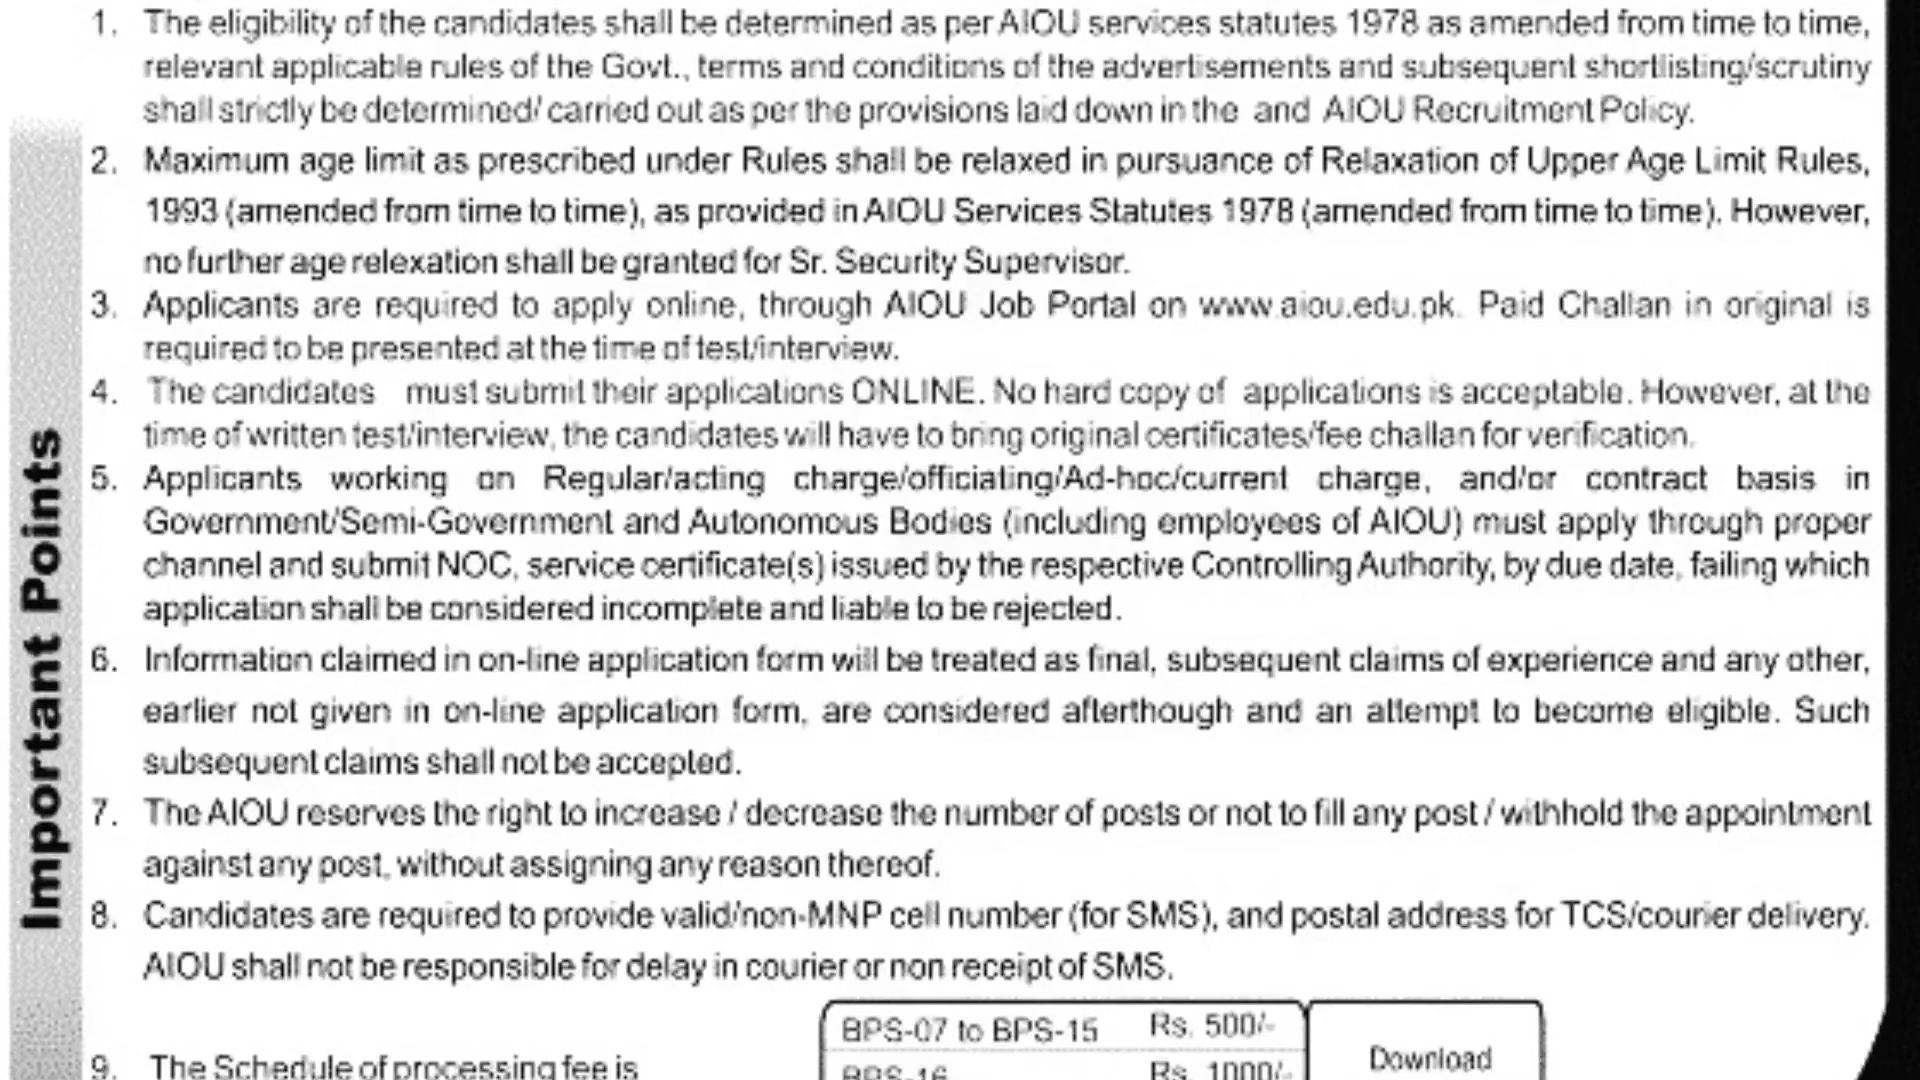 Important Points
1. The eligibility of the candidates shall be determined as per AIOU services statutes 1978 as amended from time to time,
relevant applicable rules of the Govt., terms and conditions of the advertisements and subsequent shortlisting/scrutiny
shall strictly be determined/ carried out as per the provisions laid down in the and AIOU Recruitment Policy.
2. Maximum age limit as prescribed under Rules shall be relaxed in pursuance of Relaxation of Upper Age Limit Rules,
1993 (amended from time to time), as provided in AIOU Services Statutes 1978 (amended from time to time). However,
no further age relexation shall be granted for Sr. Security Supervisor.
3. Applicants are required to apply online, through AIOU Job Portal on www.aiou.edu.pk. Paid Challan in original is
required to be presented at the time of test/interview.
4. The candidates must submit their applications ONLINE. No hard copy of applications is acceptable. However, at the
time of written test/interview, the candidates will have to bring original certificates/fee challan for verification.
5. Applicants working on Regular/acting charge/officiating/Ad-hoc/current charge, and/or contract basis in
Government/Semi-Government and Autonomous Bodies (including employees of AIOU) must apply through proper
channel and submit NOC, service certificate(s) issued by the respective Controlling Authority, by due date, failing which
application shall be considered incomplete and liable to be rejected.
6. Information claimed in on-line application form will be treated as final, subsequent claims of experience and any other,
earlier not given in on-line application form, are considered afterthough and an attempt to become eligible. Such
subsequent claims shall not be accepted.
7. The AIOU reserves the right to increase / decrease the number of posts or not to fill any post / withhold the appointment
against any post, without assigning any reason thereof.
8. Candidates are required to provide valid/non-MNP cell number (for SMS), and postal address for TCS/courier delivery.
AIOU shall not be responsible for delay in courier or non receipt of SMS.
BPS-07 to BPS-15 Rs. 500/-
Download
9. The Schedule of processing fee is
BPS-16 Rs. 1000/-